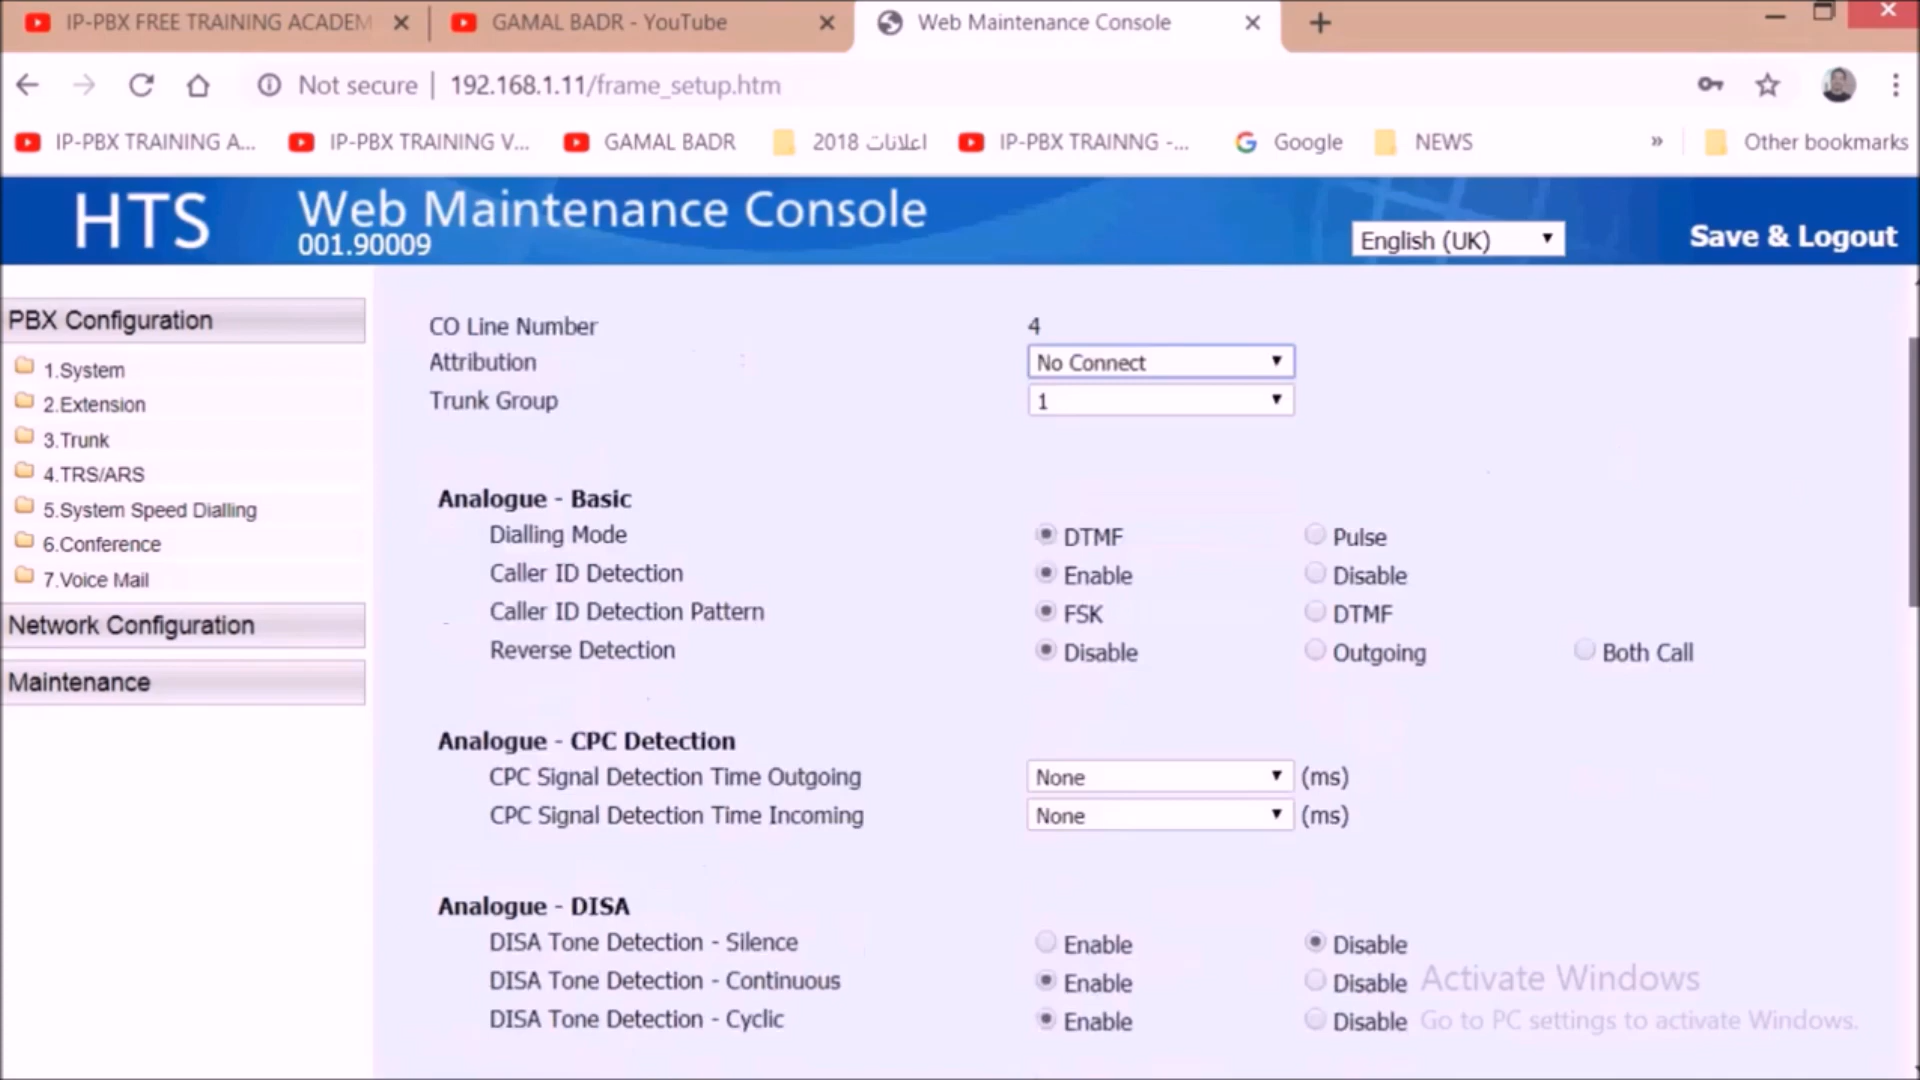 IP-PBX FREE TRAINING ACADEM
GAMAL BADR - YouTube
Web Maintenance Console
Not secure | 192.168.1.11/frame_setup.htm
IP-PBX TRAINING A...
IP-PBX TRAINING V...
GAMAL BADR
اعلانات 2018
IP-PBX TRAINNG -...
Google
NEWS
»
Other bookmarks
HTS
Web Maintenance Console
001.90009
English (UK)
Save & Logout
PBX Configuration
1.System
2.Extension
3.Trunk
4.TRS/ARS
5.System Speed Dialling
6.Conference
7.Voice Mail
Network Configuration
Maintenance
CO Line Number 4
Attribution No Connect
Trunk Group 1
Analogue - Basic
Dialling Mode DTMF Pulse
Caller ID Detection Enable Disable
Caller ID Detection Pattern FSK DTMF
Reverse Detection Disable Outgoing Both Call
Analogue - CPC Detection
CPC Signal Detection Time Outgoing None (ms)
CPC Signal Detection Time Incoming None (ms)
Analogue - DISA
DISA Tone Detection - Silence Enable Disable
DISA Tone Detection - Continuous Enable Disable
DISA Tone Detection - Cyclic Enable Disable
Activate Windows
Go to PC settings to activate Windows.